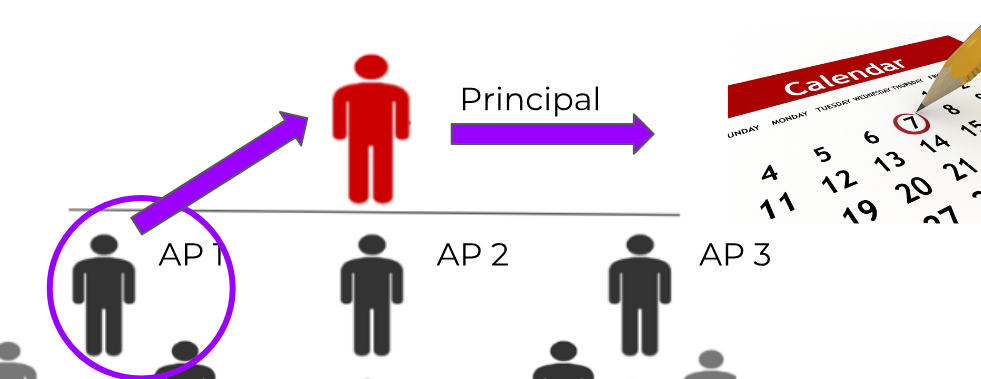 Principal
Calendar
UNDAY MONDAY TUESDAY WEDNESDAY THURSDAY
7 8
4 5 6
11 12 13 14 15
19 20 21
AP 1 AP 2 AP 3